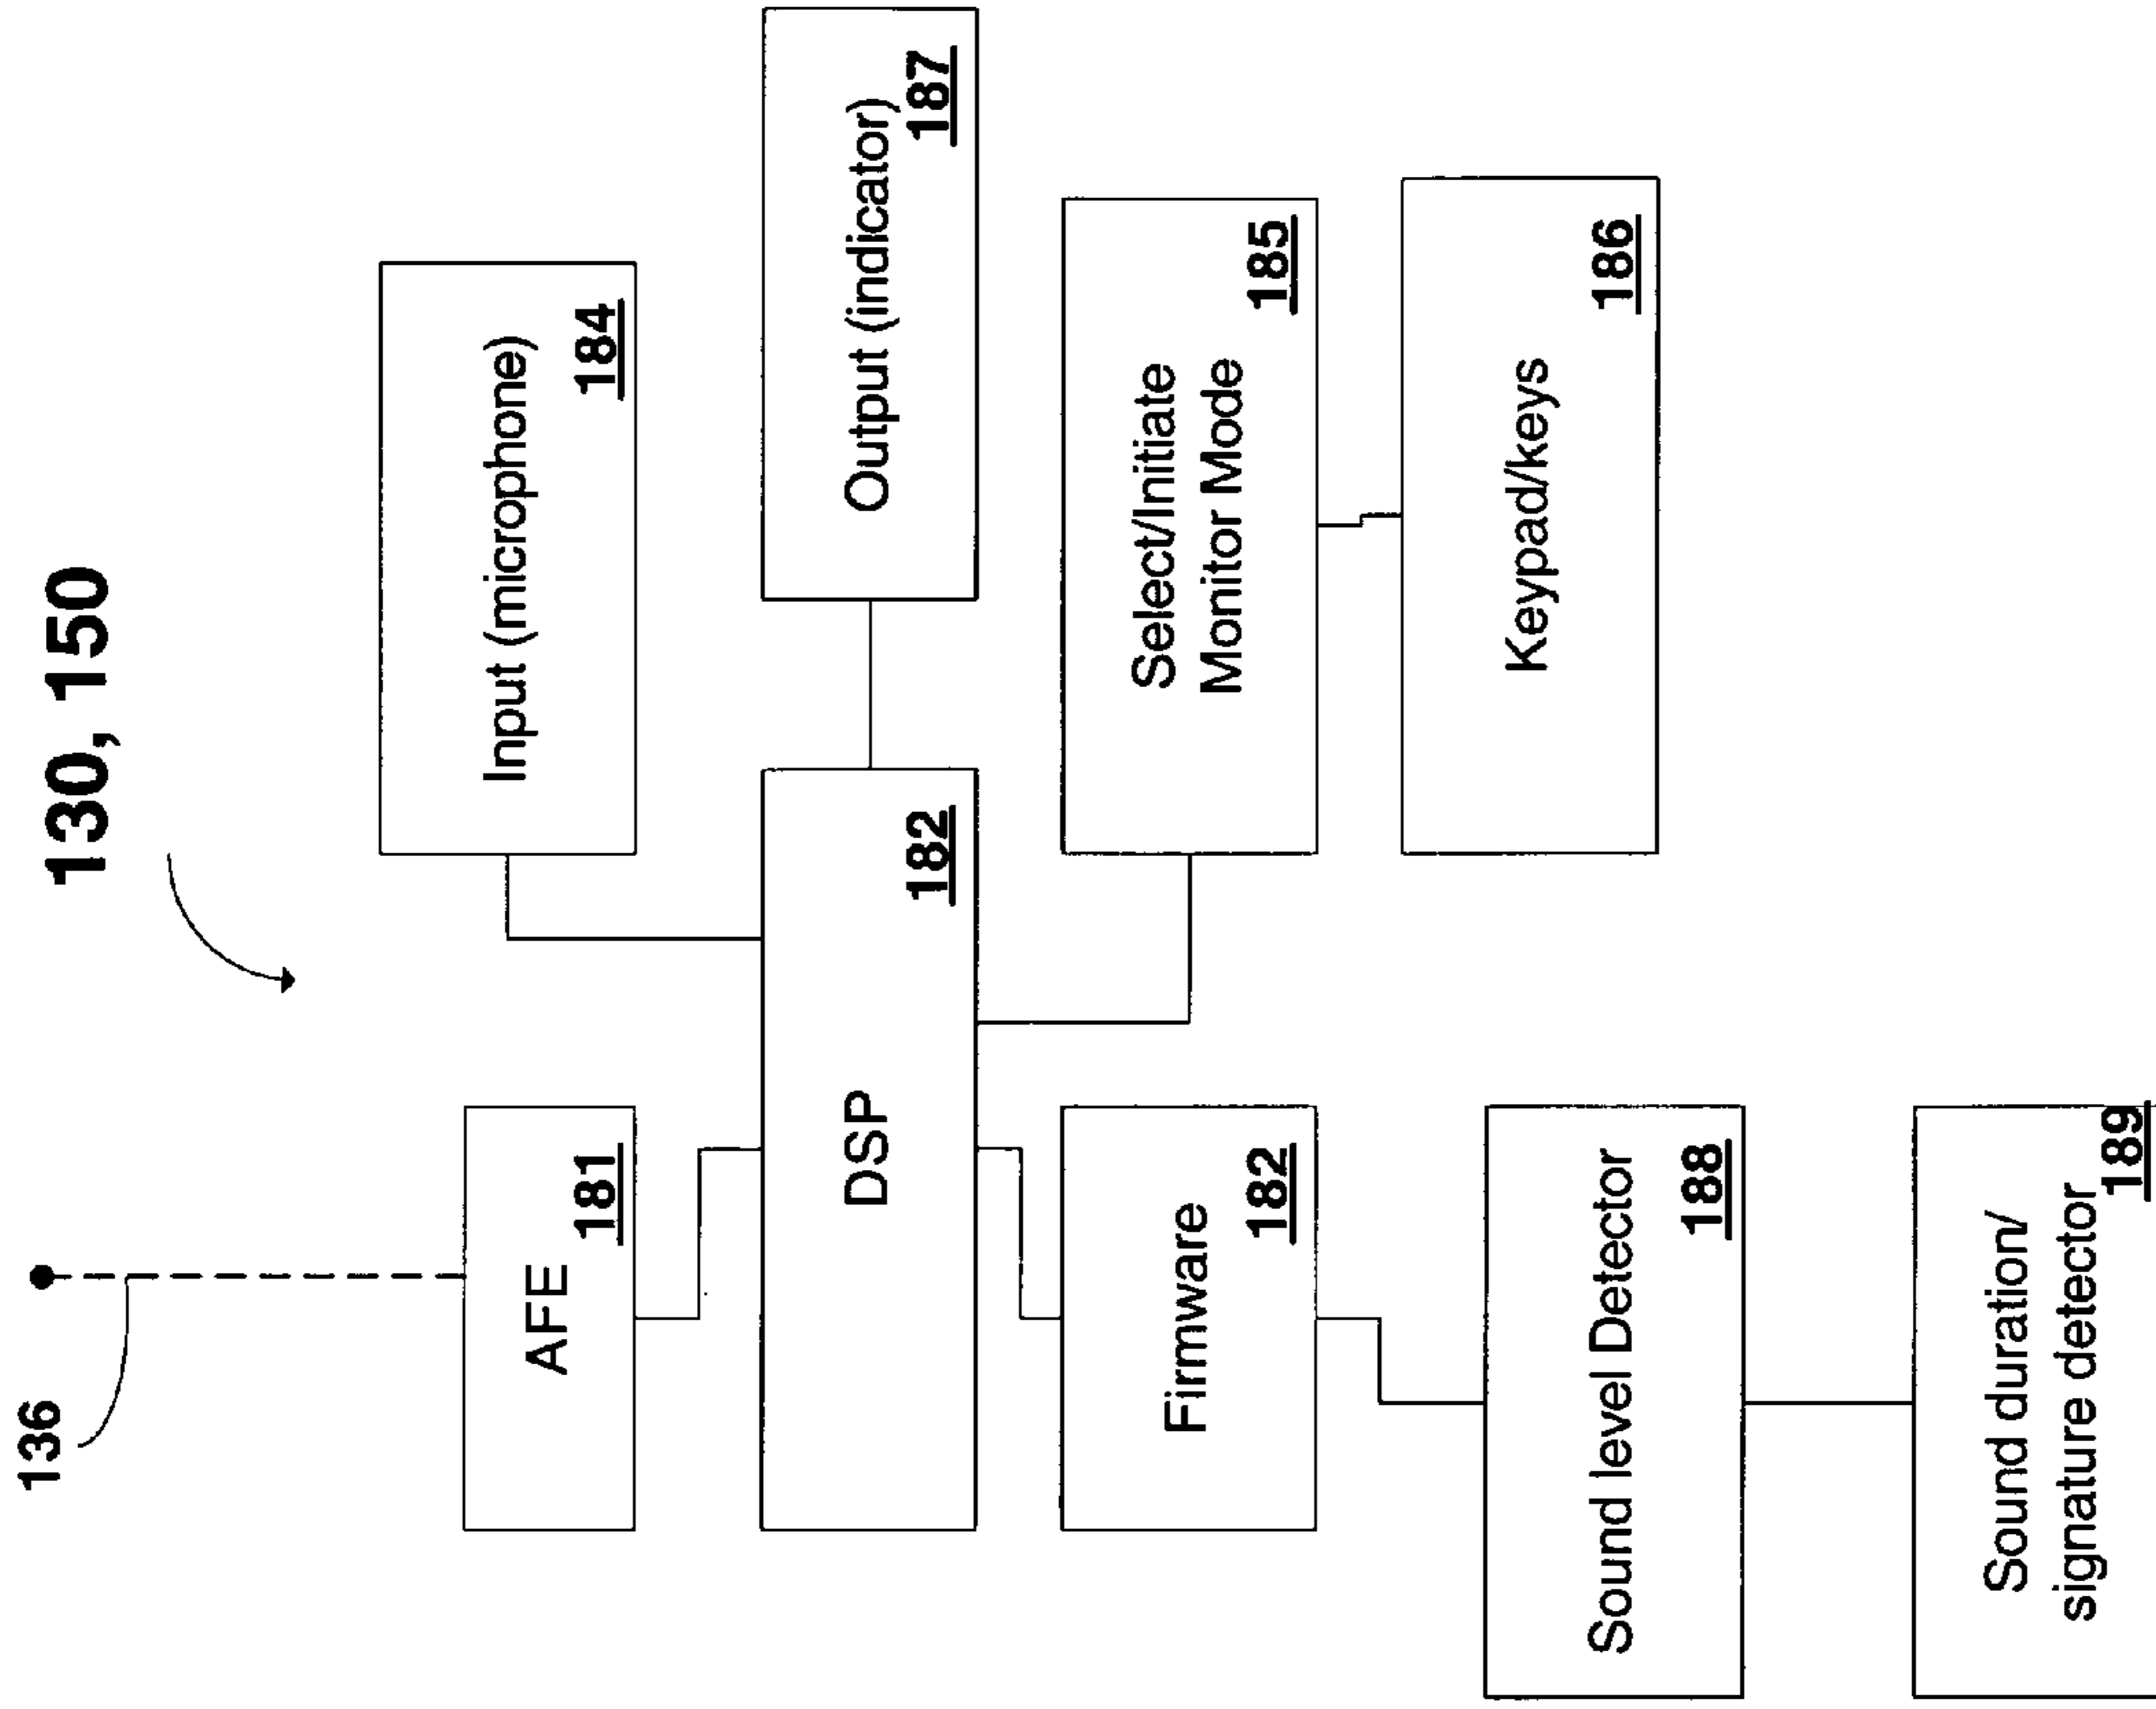 130, 150
136
Input (microphone)
184
AFE
181
Output (indicator)
187
DSP
182
Select/Initiate
Monitor Mode
185
Firmware
182
Keypad/keys
186
Sound level Detector
188
Sound duration/
signature detector
189